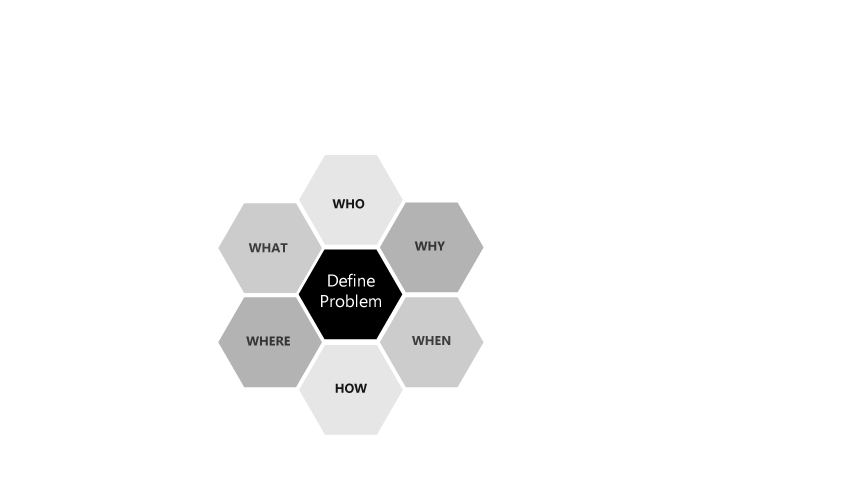 WHO
WHAT
WHY
Define
Problem
WHERE
WHEN
HOW